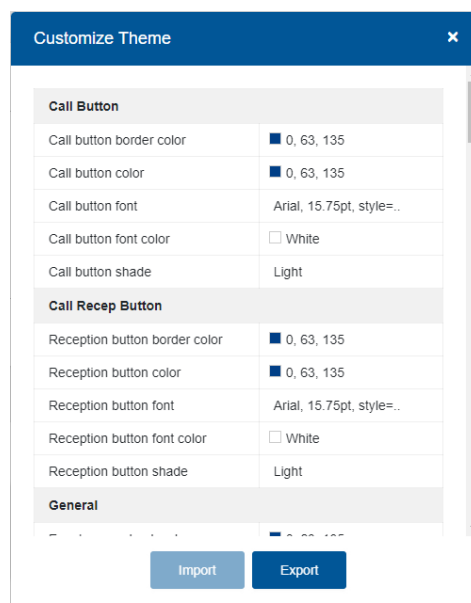 Customize Theme ×
Call Button
Call button border color 0, 63, 135
Call button color 0, 63, 135
Call button font Arial, 15.75pt, style=..
Call button font color White
Call button shade Light
Call Recep Button
Reception button border color 0, 63, 135
Reception button color 0, 63, 135
Reception button font Arial, 15.75pt, style=..
Reception button font color White
Reception button shade Light
General
Import Export